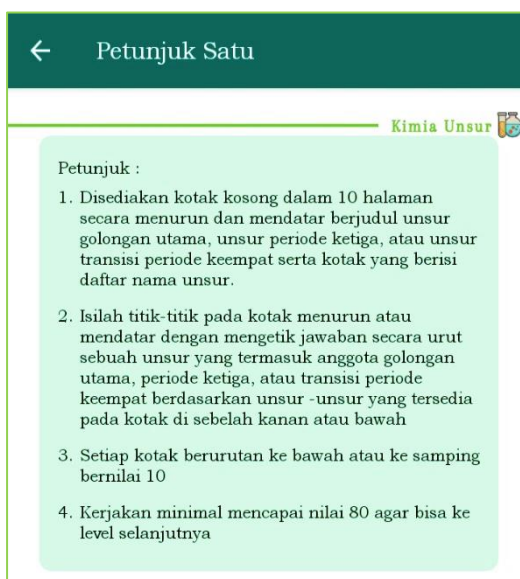 Petunjuk Satu
Kimia Unsur
Petunjuk :
1. Disediakan kotak kosong dalam 10 halaman
secara menurun dan mendatar berjudul unsur
golongan utama, unsur periode ketiga, atau unsur
transisi periode keempat serta kotak yang berisi
daftar nama unsur.
2. Isilah titik-titik pada kotak menurun atau
mendatar dengan mengetik jawaban secara urut
sebuah unsur yang termasuk anggota golongan
utama, periode ketiga, atau transisi periode
keempat berdasarkan unsur -unsur yang tersedia
pada kotak di sebelah kanan atau bawah
3. Setiap kotak berurutan ke bawah atau ke samping
bernilai 10
4. Kerjakan minimal mencapai nilai 80 agar bisa ke
level selanjutnya